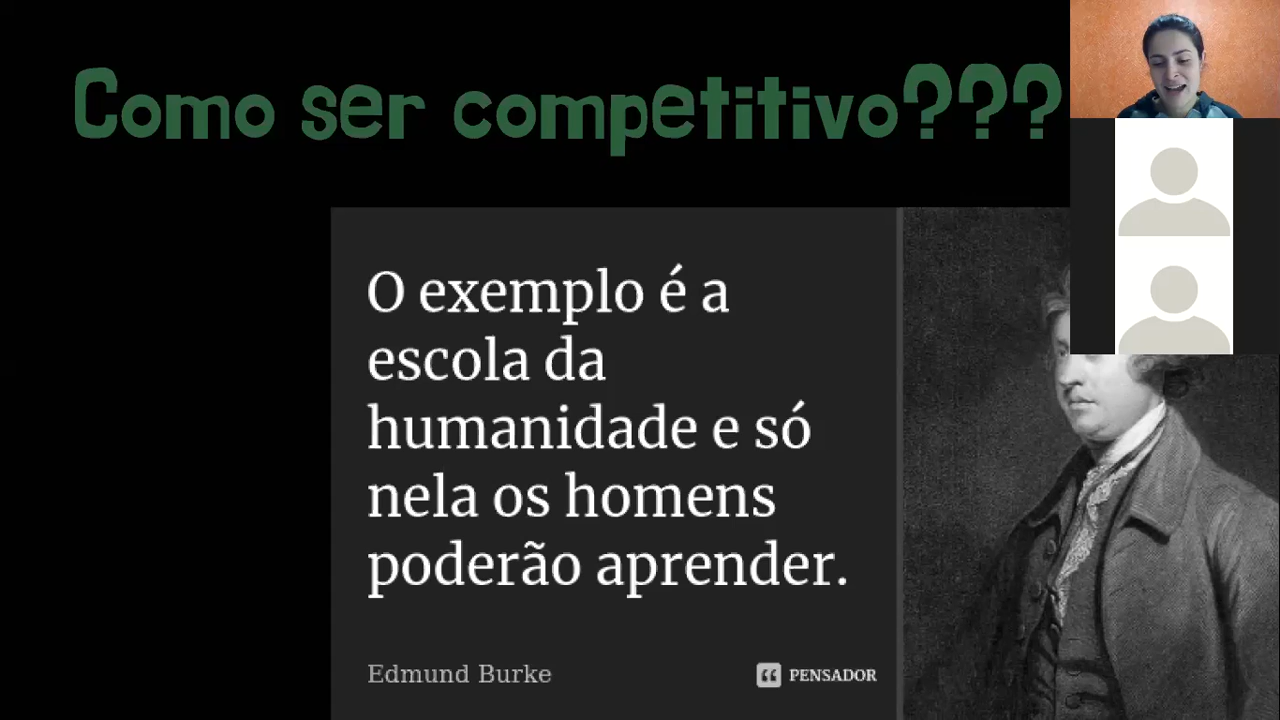 Como ser competitivo???
O exemplo é a
escola da
humanidade e só
nela os homens
poderão aprender.
Edmund Burke
PENSADOR